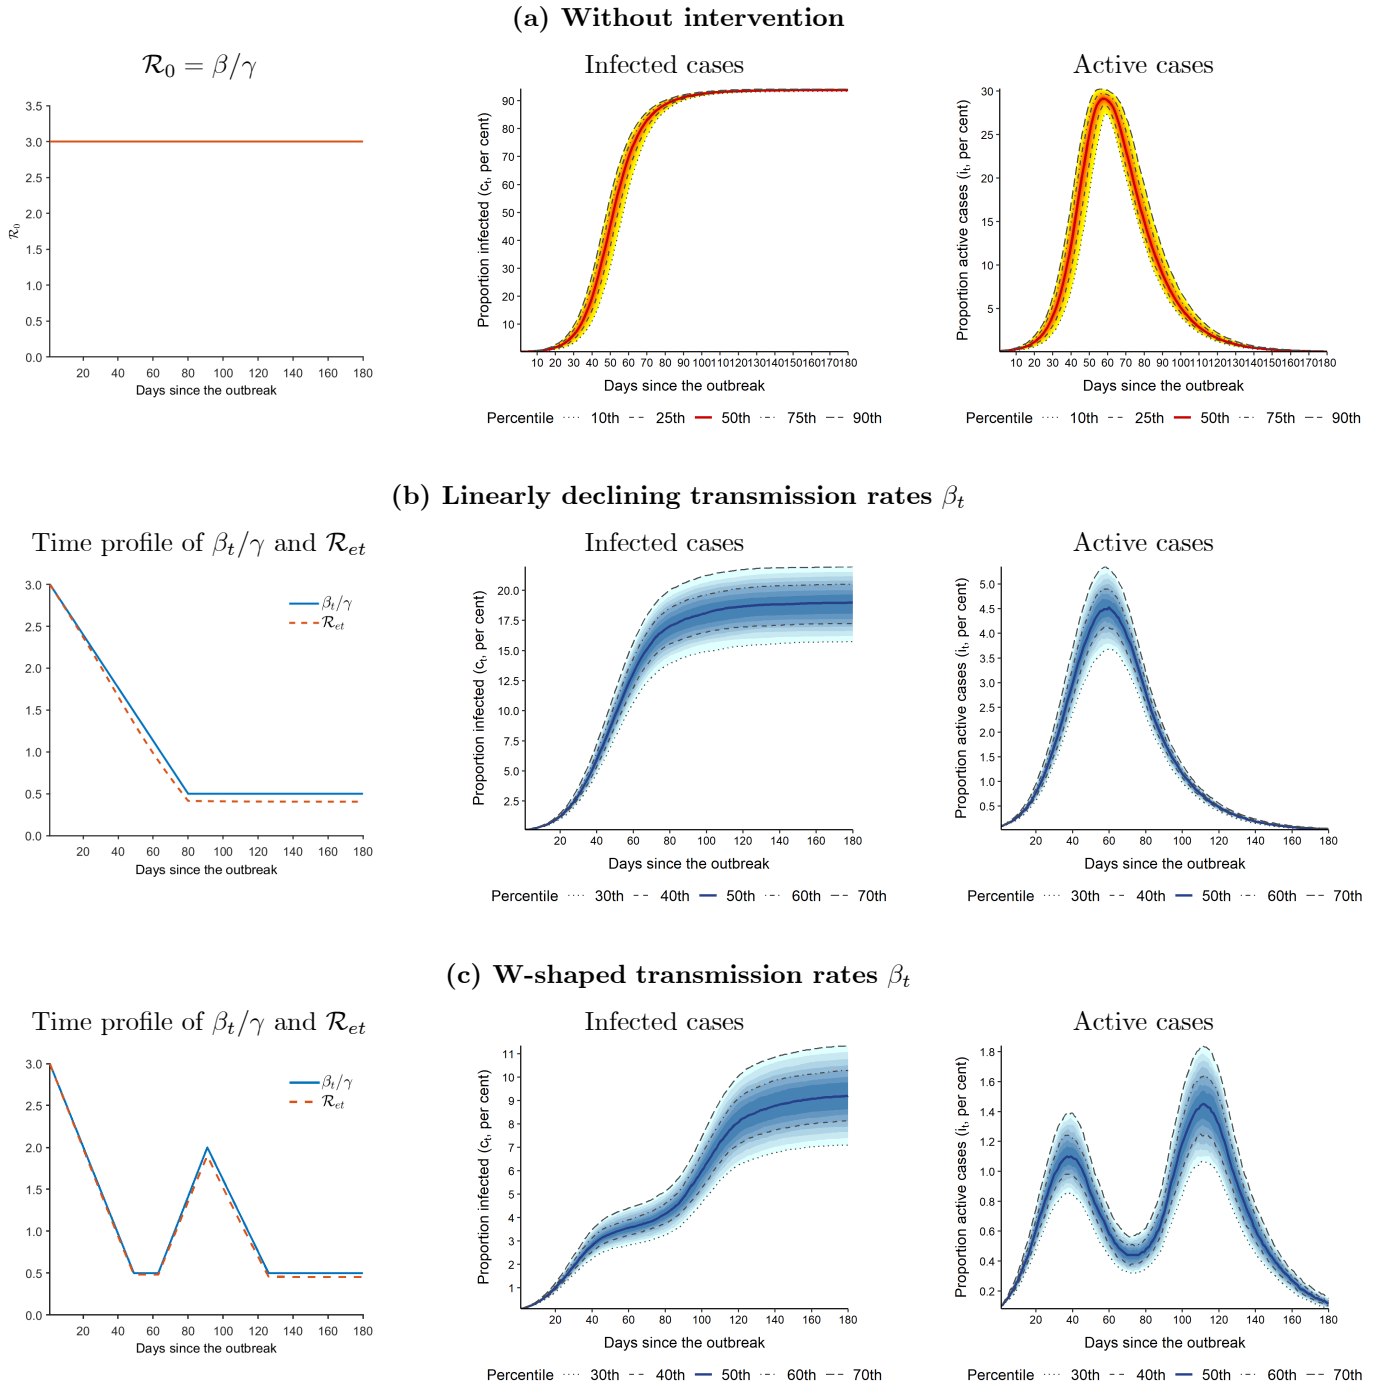 (a) Without intervention
R₀ = β/γ
Infected cases
Active cases
3.5
3.0
2.5
2.0
1.5
1.0
0.5
0.0
R₀
20 40 60 80 100 120 140 160 180
Days since the outbreak
90
80
70
60
50
40
30
20
10
Proportion infected (cₜ, per cent)
10 20 30 40 50 60 70 80 90 100 110 120 130 140 150 160 170 180
Days since the outbreak
Percentile 10th 25th 50th 75th 90th
30
25
20
15
10
5
Proportion active cases (iₜ, per cent)
10 20 30 40 50 60 70 80 90 100 110 120 130 140 150 160 170 180
Days since the outbreak
Percentile 10th 25th 50th 75th 90th
(b) Linearly declining transmission rates βₜ
Time profile of βₜ/γ and Rₑₜ
Infected cases
Active cases
3.0
2.5
2.0
1.5
1.0
0.5
0.0
βₜ/γ
Rₑₜ
20 40 60 80 100 120 140 160 180
Days since the outbreak
20.0
17.5
15.0
12.5
10.0
7.5
5.0
2.5
Proportion infected (cₜ, per cent)
20 40 60 80 100 120 140 160 180
Days since the outbreak
Percentile 30th 40th 50th 60th 70th
5.0
4.5
4.0
3.5
3.0
2.5
2.0
1.5
1.0
0.5
Proportion active cases (iₜ, per cent)
20 40 60 80 100 120 140 160 180
Days since the outbreak
Percentile 30th 40th 50th 60th 70th
(c) W-shaped transmission rates βₜ
Time profile of βₜ/γ and Rₑₜ
Infected cases
Active cases
3.0
2.5
2.0
1.5
1.0
0.5
0.0
βₜ/γ
Rₑₜ
20 40 60 80 100 120 140 160 180
Days since the outbreak
11
10
9
8
7
6
5
4
3
2
1
Proportion infected (cₜ, per cent)
20 40 60 80 100 120 140 160 180
Days since the outbreak
Percentile 30th 40th 50th 60th 70th
1.8
1.6
1.4
1.2
1.0
0.8
0.6
0.4
0.2
Proportion active cases (iₜ, per cent)
20 40 60 80 100 120 140 160 180
Days since the outbreak
Percentile 30th 40th 50th 60th 70th